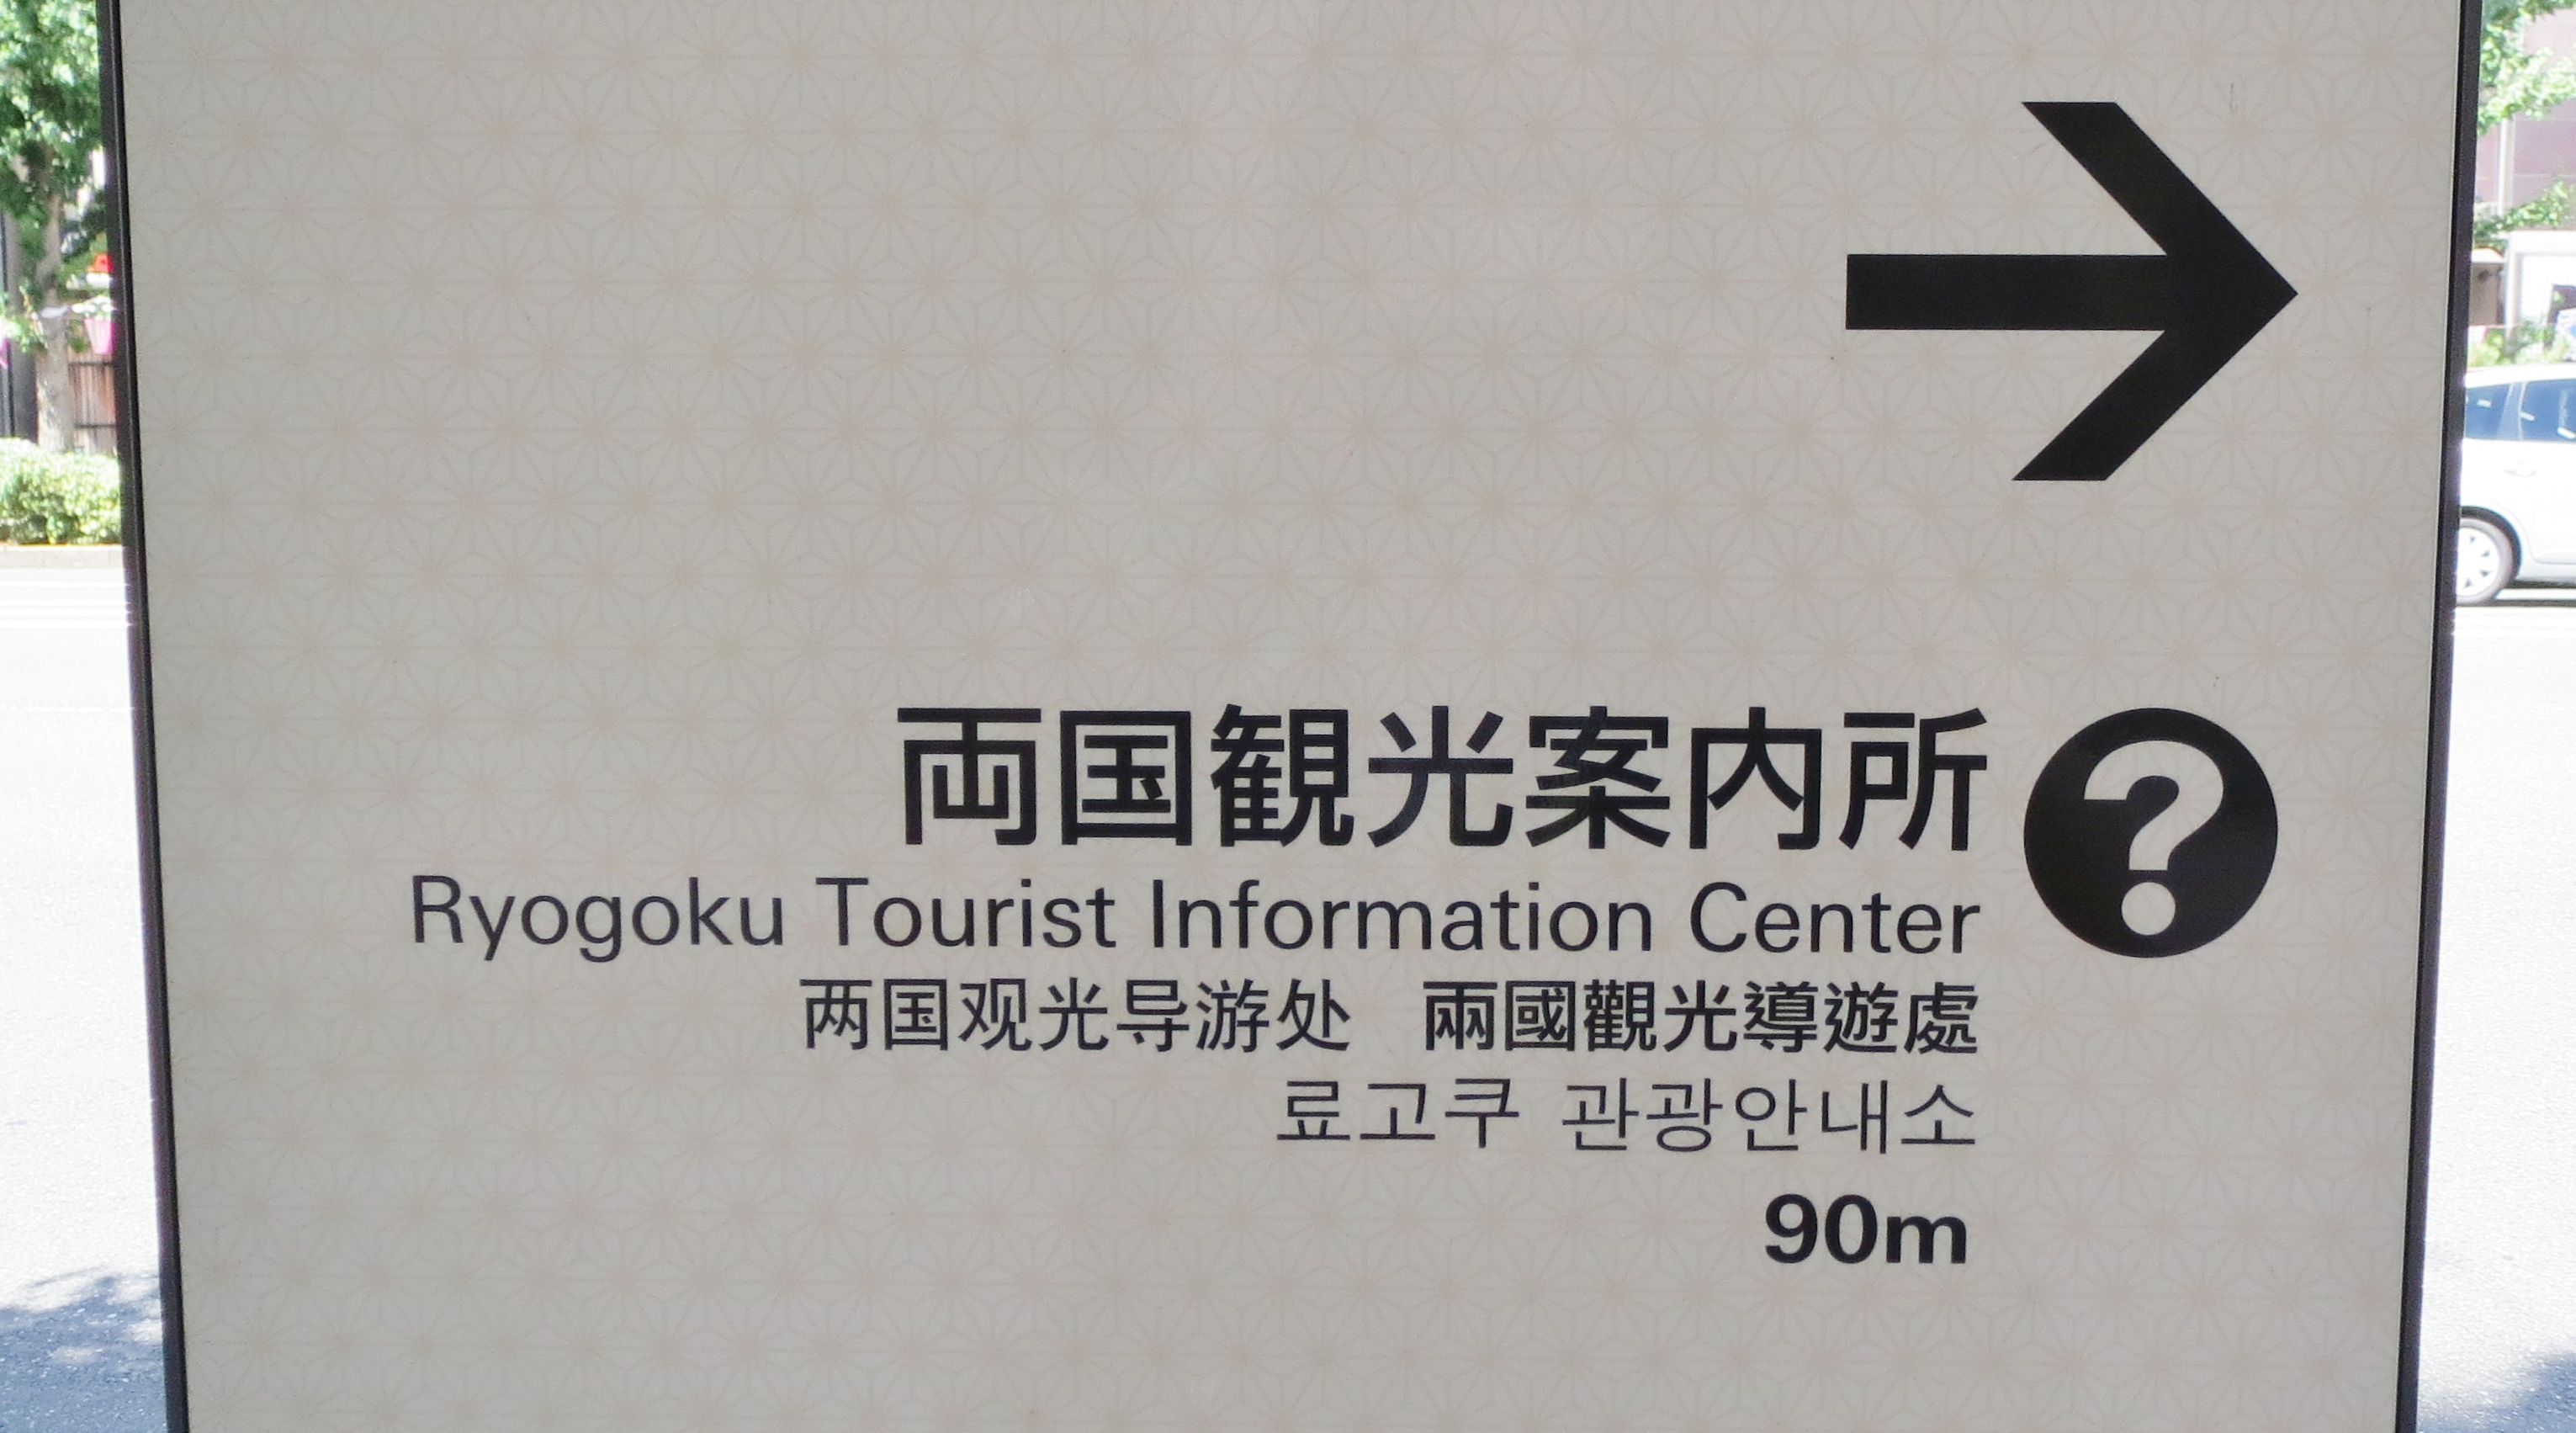 両国観光案内所
Ryogoku Tourist Information Center
两国观光导游处 兩國觀光導遊處
료고쿠 관광안내소
90m